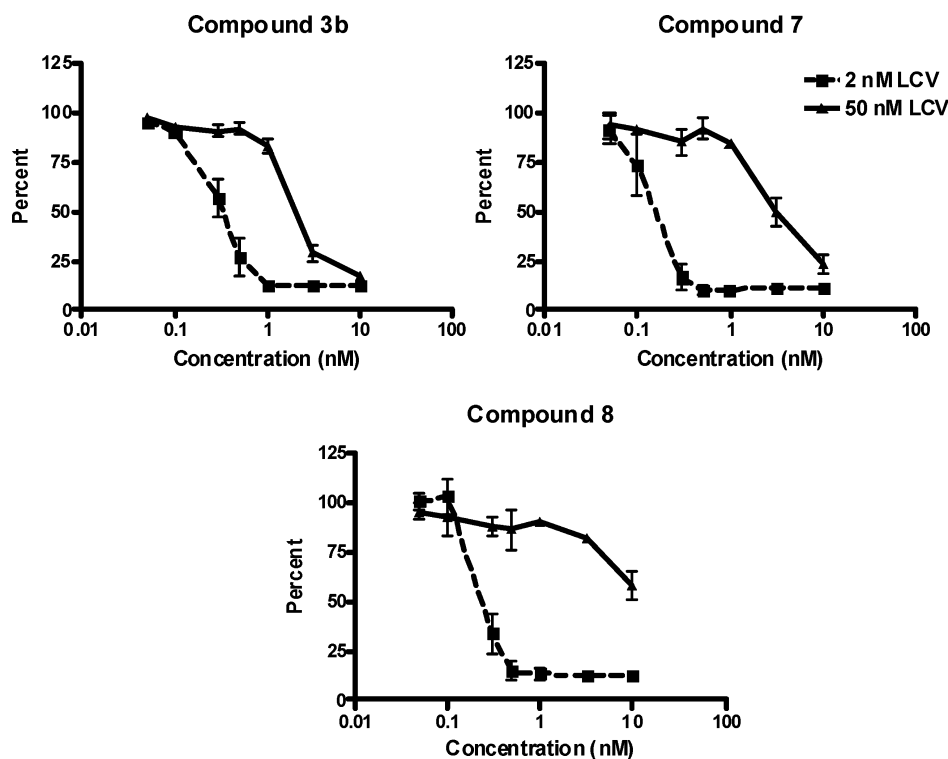 Compound 3b
125
100
75
50
25
0
Percent
0.01 0.1 1 10 100
Concentration (nM)
Compound 7
125
100
75
50
25
0
Percent
0.01 0.1 1 10 100
Concentration (nM)
2 nM LCV
50 nM LCV
Compound 8
125
100
75
50
25
0
Percent
0.01 0.1 1 10 100
Concentration (nM)